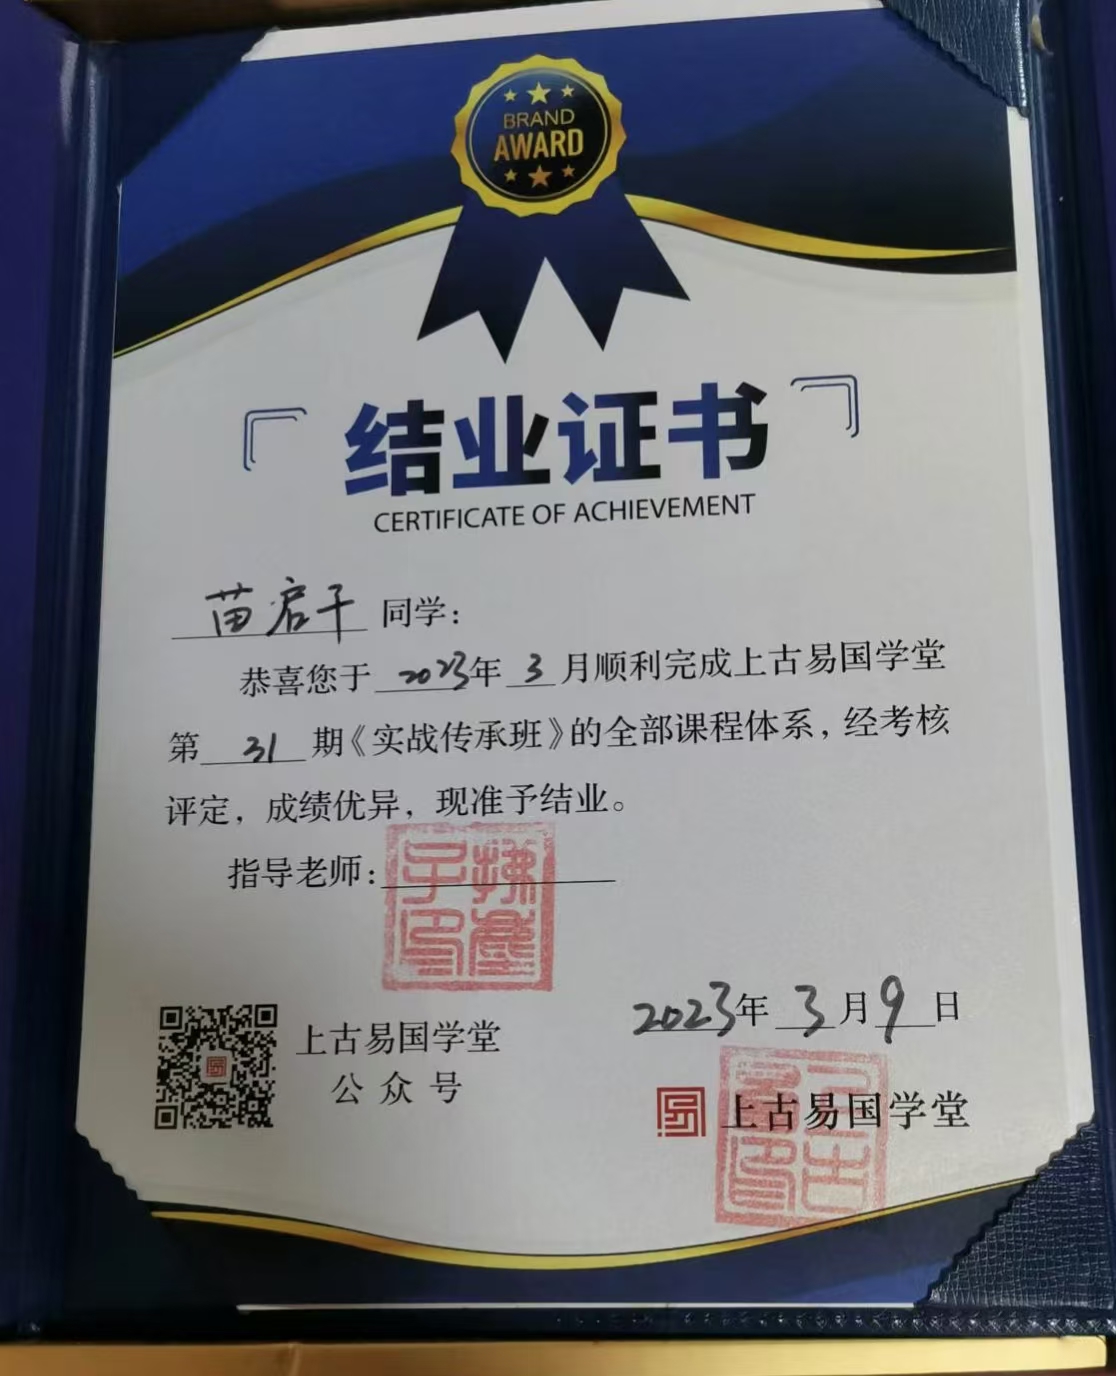 BRAND
AWARD
结业证书
CERTIFICATE OF ACHIEVEMENT
苗启干 同学：
恭喜您于 2023年 3 月顺利完成上古易国学堂
第 31 期《实战传承班》的全部课程体系，经考核
评定，成绩优异，现准予结业。
指导老师：
2023年 3 月 9 日
上古易国学堂
公众号
上古易国学堂